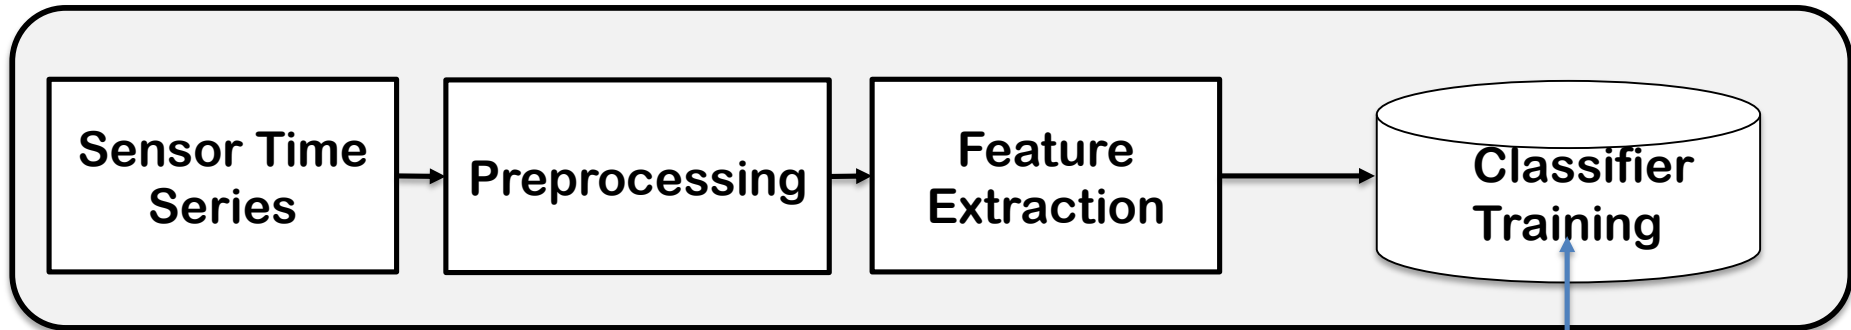 Sensor Time
Series
Preprocessing
Feature
Extraction
Classifier
Training